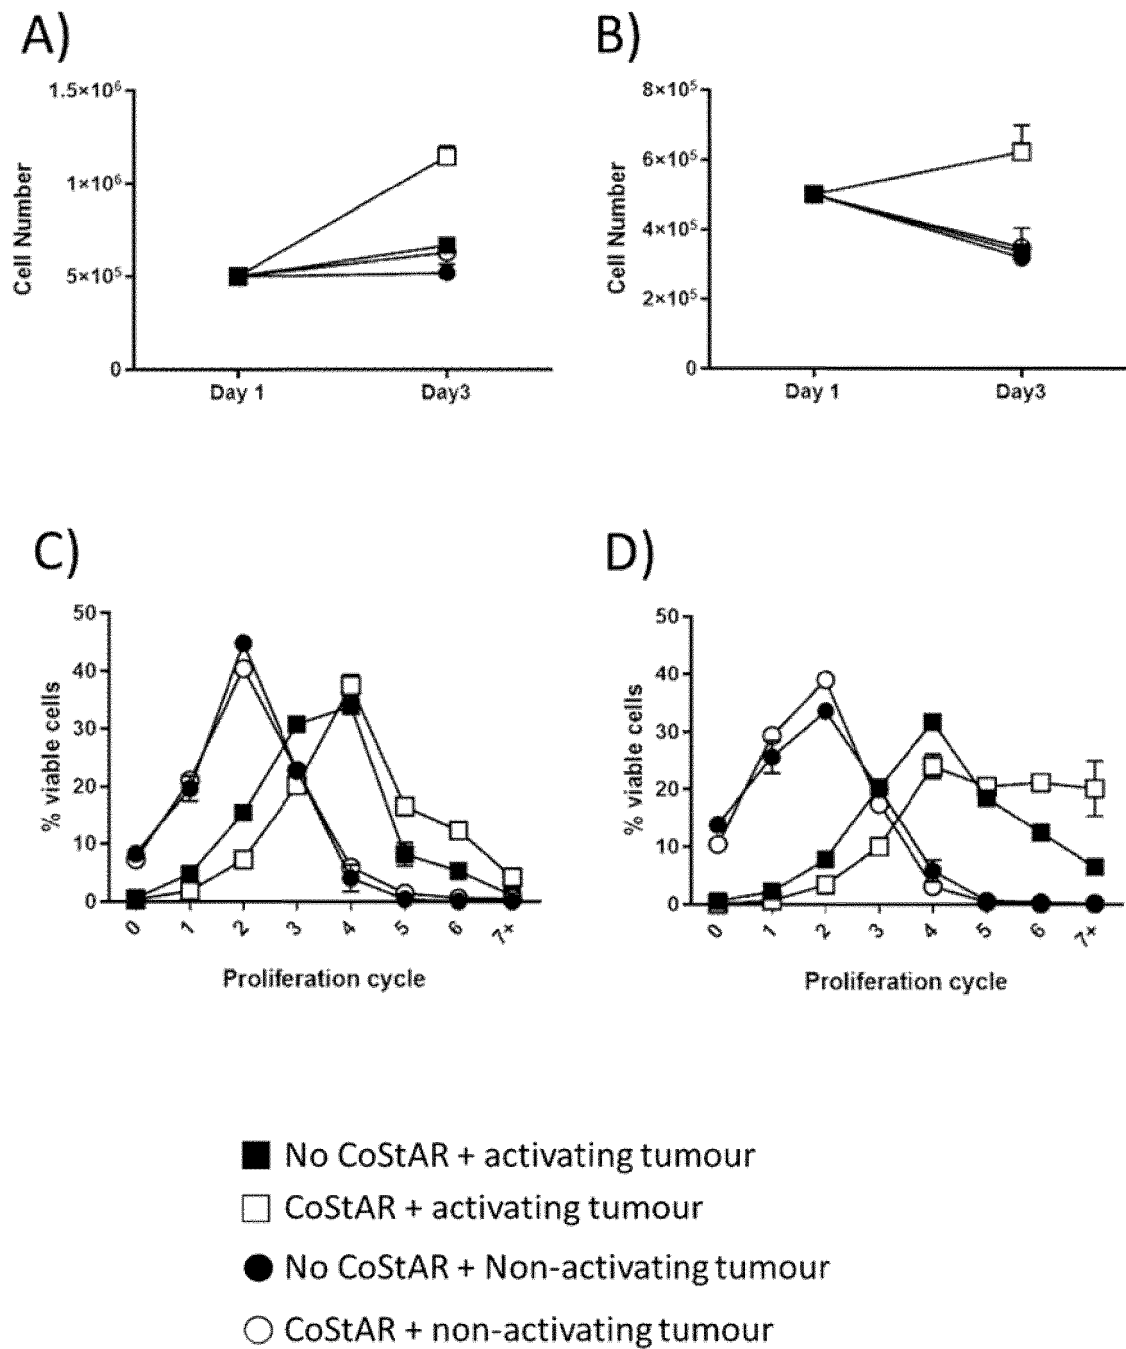 A)
1.5×10⁶
1×10⁶
5×10⁵
0
Cell Number
Day 1
Day3
B)
8×10⁵
6×10⁵
4×10⁵
2×10⁵
0
Cell Number
Day 1
Day3
C)
50
40
30
20
10
0
% viable cells
0
1
2
3
4
5
6
7+
Proliferation cycle
D)
50
40
30
20
10
0
% viable cells
0
1
2
3
4
5
6
7+
Proliferation cycle
No CoStAR + activating tumour
CoStAR + activating tumour
No CoStAR + Non-activating tumour
CoStAR + non-activating tumour